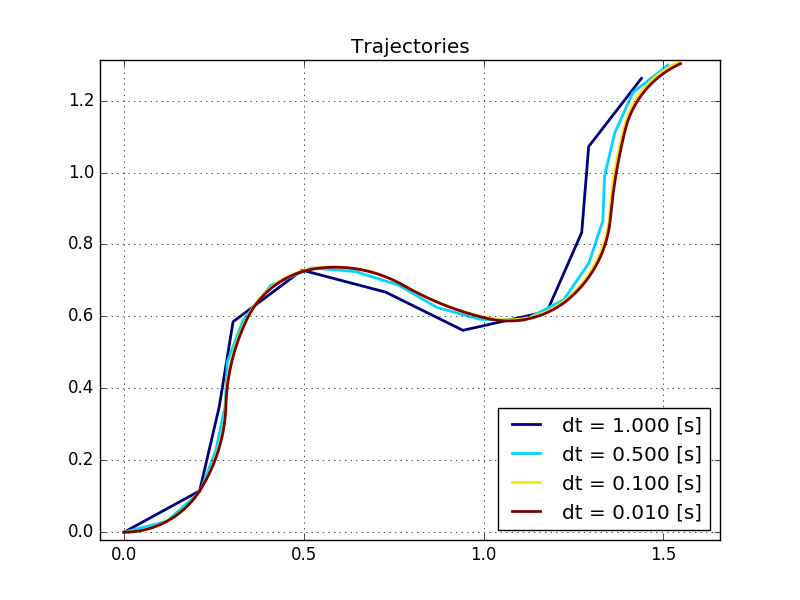 Trajectories
1.2
1.0
0.8
0.6
0.4
0.2
0.0
dt = 1.000 [s]
dt = 0.500 [s]
dt = 0.100 [s]
dt = 0.010 [s]
0.0 0.5 1.0 1.5